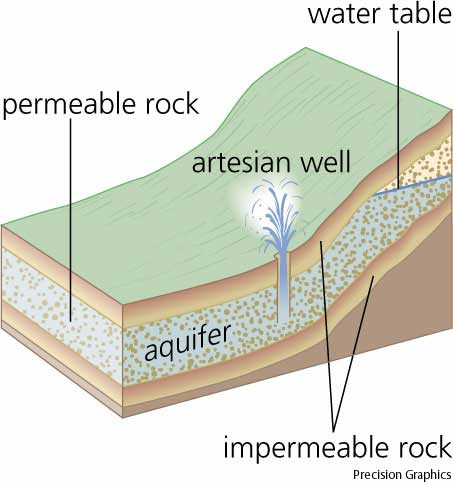 water table
permeable rock
artesian well
aquifer
impermeable rock
Precision Graphics